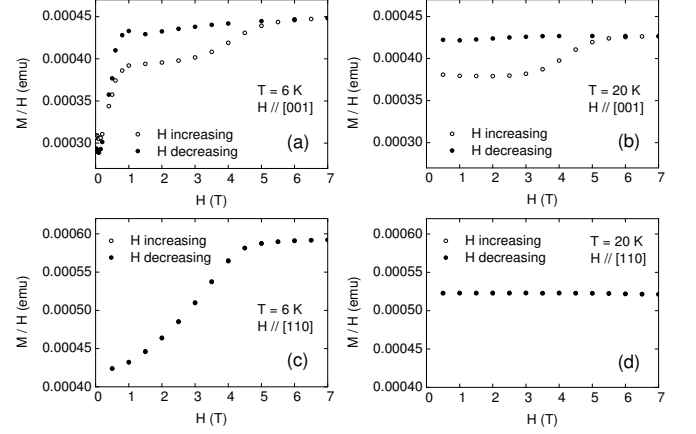 0.00045
0.00040
0.00035
0.00030
M / H (emu)
T = 6 K
H // [001]
H increasing
H decreasing
(a)
0 1 2 3 4 5 6 7
H (T)
0.00045
0.00040
0.00035
0.00030
M / H (emu)
T = 20 K
H // [001]
H increasing
H decreasing
(b)
0 1 2 3 4 5 6 7
H (T)
0.00060
0.00055
0.00050
0.00045
0.00040
M / H (emu)
H increasing
H decreasing
T = 6 K
H // [110]
(c)
0 1 2 3 4 5 6 7
H (T)
0.00060
0.00055
0.00050
0.00045
0.00040
M / H (emu)
H increasing
H decreasing
T = 20 K
H // [110]
(d)
0 1 2 3 4 5 6 7
H (T)